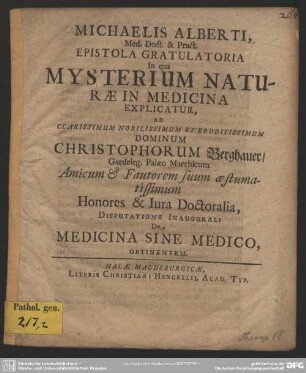 MICHAELIS ALBERTI,
Med. Doct. & Pract.
EPISTOLA GRATULATORIA
In qua
MYSTERIUM NATU-
RÆ IN MEDICINA
EXPLICATUR,
AD
CLARISSIMUM NOBILISSIMUM ET ERUDITISSIMUM
DOMINUM
CHRISTOPHORUM Bergbauer/
Gardeleg. Palæo Marchicum
Amicum & Fautorem suum æstuma-
tissimum
Honores & Iura Doctoralia,
DISPUTATIONE INAUGURALI
De
MEDICINA SINE MEDICO,
OBTINENTEM.
HALÆ MAGDEBURGICÆ,
LITERIS CHRISTIANI HENCKELII, ACAD. TYP.
Pathol. gen.
217,2